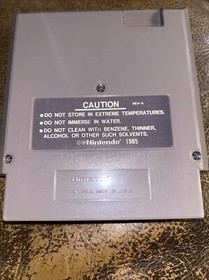 CAUTION REV-A
● DO NOT STORE IN EXTREME TEMPERATURES.
● DO NOT IMMERSE IN WATER.
● DO NOT CLEAN WITH BENZENE, THINNER,
ALCOHOL OR OTHER SUCH SOLVENTS.
©®Nintendo® 1985
Nintendo